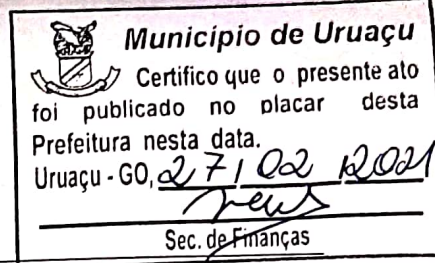 Município de Uruaçu
Certifico que o presente ato
foi publicado no placar desta
Prefeitura nesta data.
Uruaçu - GO, 27 / 02 / 2021
Sec. de Finanças